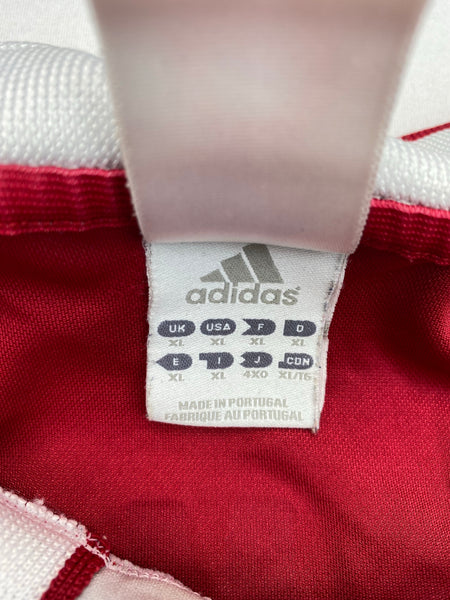 adidas
UK USA F D
XL XL XL XL
E I J CDN
XL XL 4XO XL/TG
MADE IN PORTUGAL
FABRIQUE AU PORTUGAL